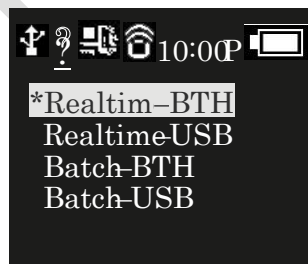 10:00P
*Realtim-BTH
Realtime-USB
Batch-BTH
Batch-USB